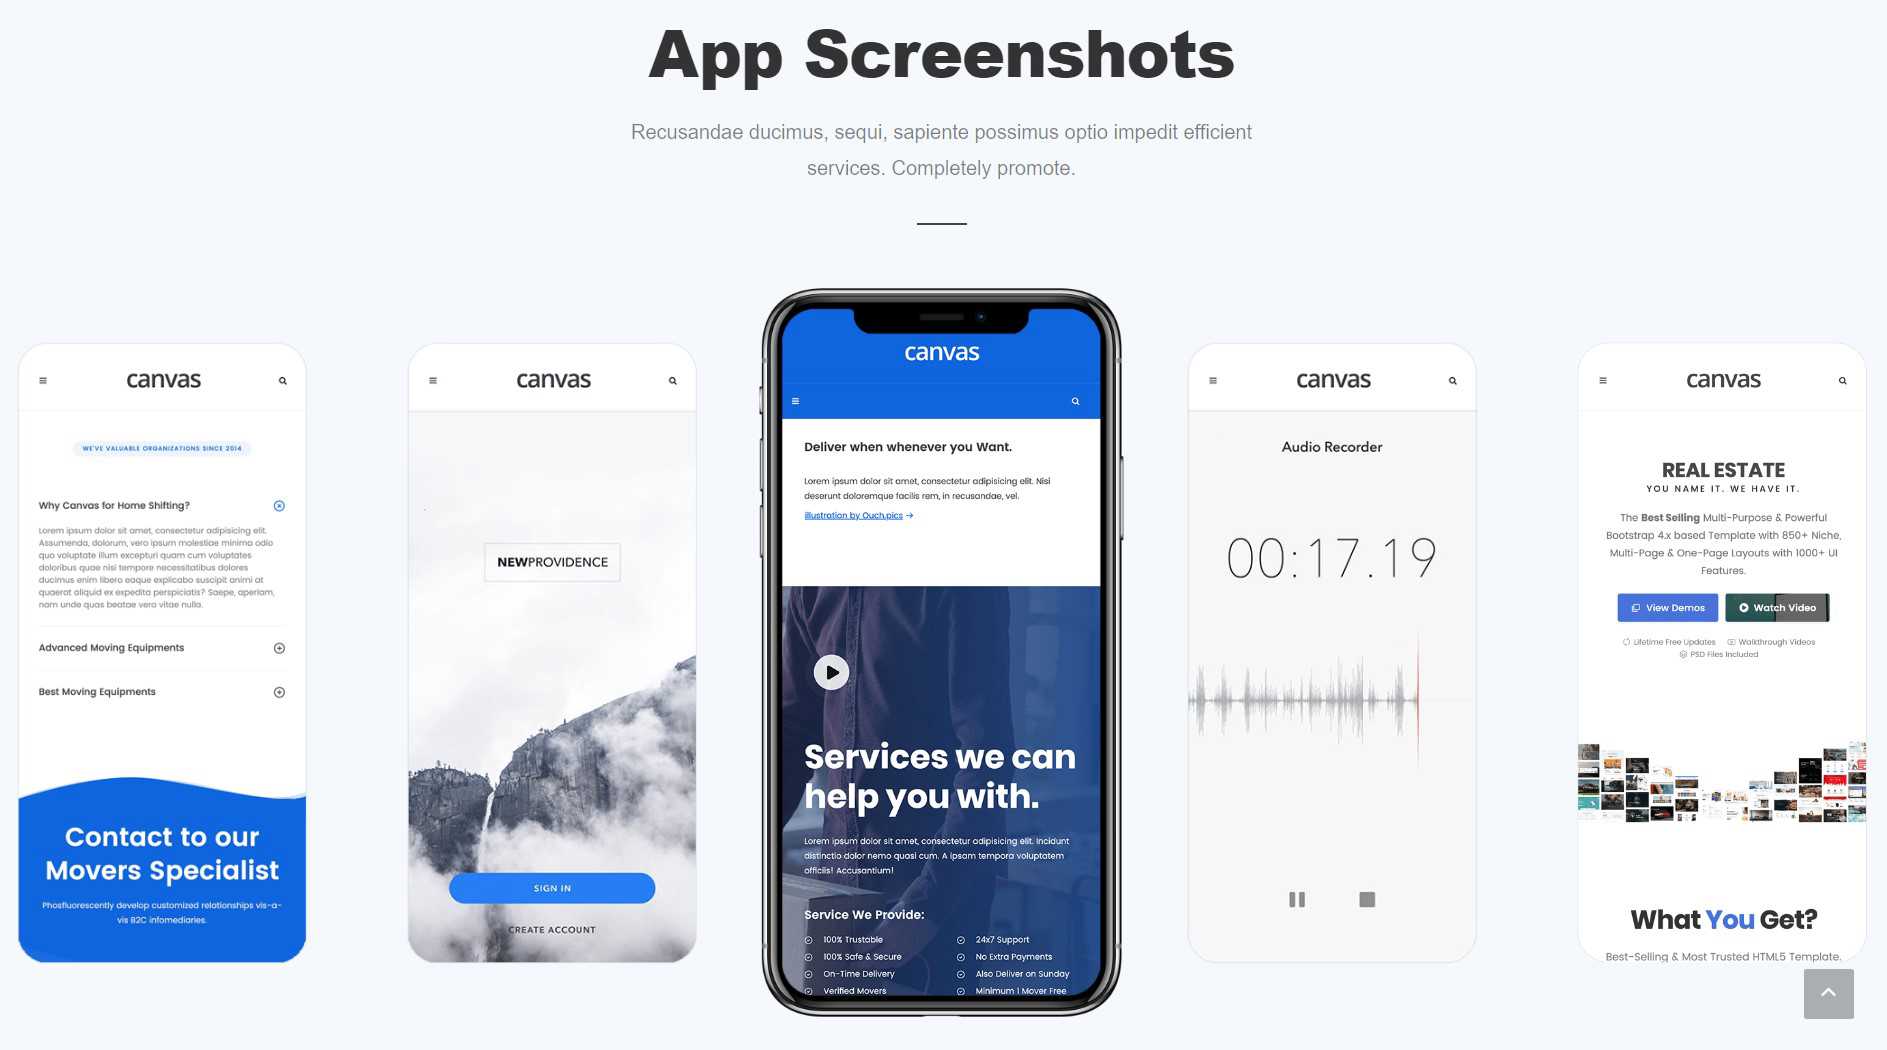 App Screenshots
Recusandae ducimus, sequi, sapiente possimus optio impedit efficient
services. Completely promote.
canvas
WE'VE VALUABLE ORGANIZATIONS SINCE 2014
Why Canvas for Home Shifting?
Lorem ipsum dolor sit amet, consectetur adipisicing elit.
Assumenda, dolorum, vero ipsum molestiae minima odio
quo voluptate illum excepturi quam cum voluptates
doloribus quae nisi tempore necessitatibus dolores
ducimus enim libero eaque explicabo suscipit animi at
quaerat aliquid ex expedita perspiciatis? Saepe, aperiam,
nam unde quas beatae vero vitae nulla.
Advanced Moving Equipments
Best Moving Equipments
Contact to our
Movers Specialist
Phosfluorescently develop customized relationships vis-a-
vis B2C infomediaries.
canvas
NEWPROVIDENCE
SIGN IN
CREATE ACCOUNT
canvas
Deliver when whenever you Want.
Lorem ipsum dolor sit amet, consectetur adipisicing elit. Nisi
deserunt doloremque facilis rem, in recusandae, vel.
illustration by Ouch.pics →
Services we can
help you with.
Lorem ipsum dolor sit amet, consectetur adipisicing elit. Incidunt
distinctio dolor nemo quasi cum. A ipsam tempora voluptatem
officiis! Accusantium!
Service We Provide:
100% Trustable
24x7 Support
100% Safe & Secure
No Extra Payments
On-Time Delivery
Also Deliver on Sunday
Verified Movers
Minimum 1 Mover Free
canvas
Audio Recorder
00:17.19
canvas
REAL ESTATE
YOU NAME IT. WE HAVE IT.
The Best Selling Multi-Purpose & Powerful
Bootstrap 4.x based Template with 850+ Niche,
Multi-Page & One-Page Layouts with 1000+ UI
Features.
View Demos
Watch Video
Lifetime Free Updates
Walkthrough Videos
PSD Files Included
What You Get?
Best-Selling & Most Trusted HTML5 Template.